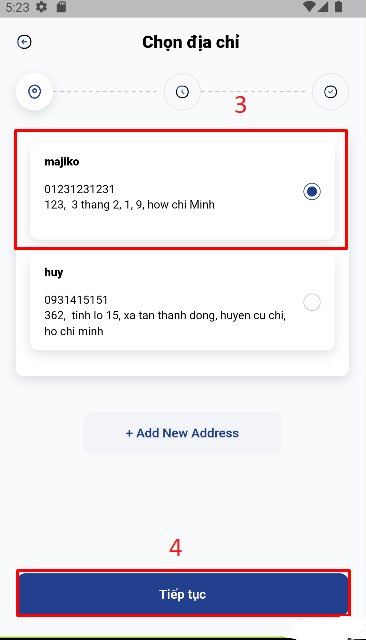 5:23
Chọn địa chỉ
3
majiko
01231231231
123,  3 thang 2, 1, 9, how chi Minh
huy
0931415151
362,  tinh lo 15, xa tan thanh dong, huyen cu chi,
ho chi minh
+ Add New Address
4
Tiếp tục